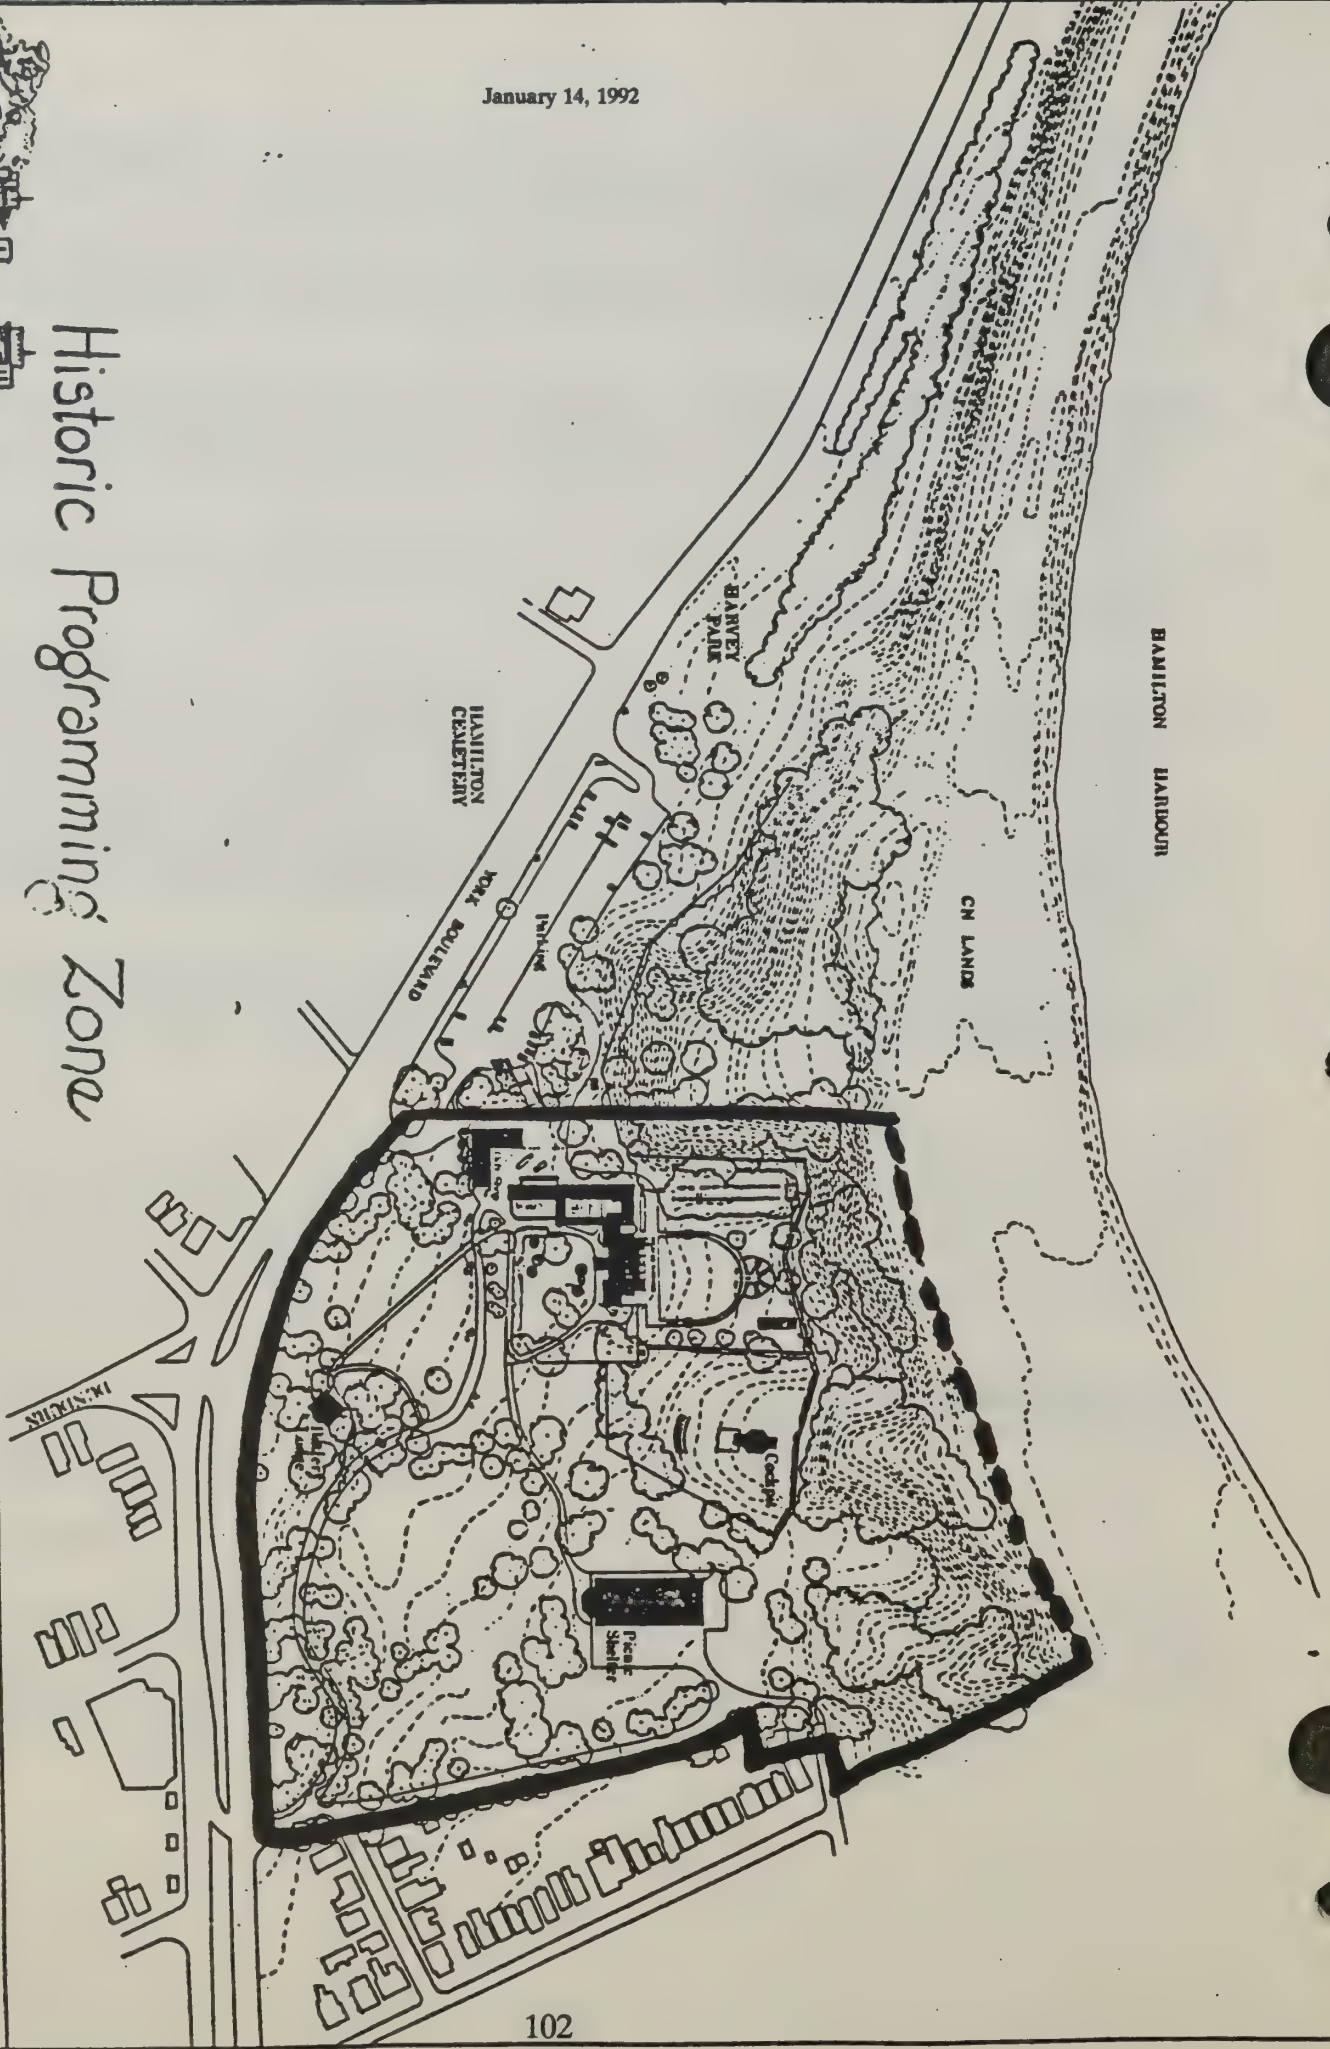 January 14, 1992
Historic Programming Zone
HAMILTON HARBOUR
HARVEY
PARK
HAMILTON
CEMETERY
CN LANDS
YORK BOULEVARD
Parking
Cockpit
Picnic
Shelter
DUNDURN
102